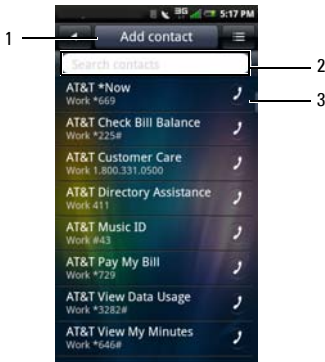 3G 5:17 PM
1
Add contact
Search contacts
2
AT&T *Now
Work *669
3
AT&T Check Bill Balance
Work *225#
AT&T Customer Care
Work 1.800.331.0500
AT&T Directory Assistance
Work 411
AT&T Music ID
Work #43
AT&T Pay My Bill
Work *729
AT&T View Data Usage
Work *3282#
AT&T View My Minutes
Work *646#